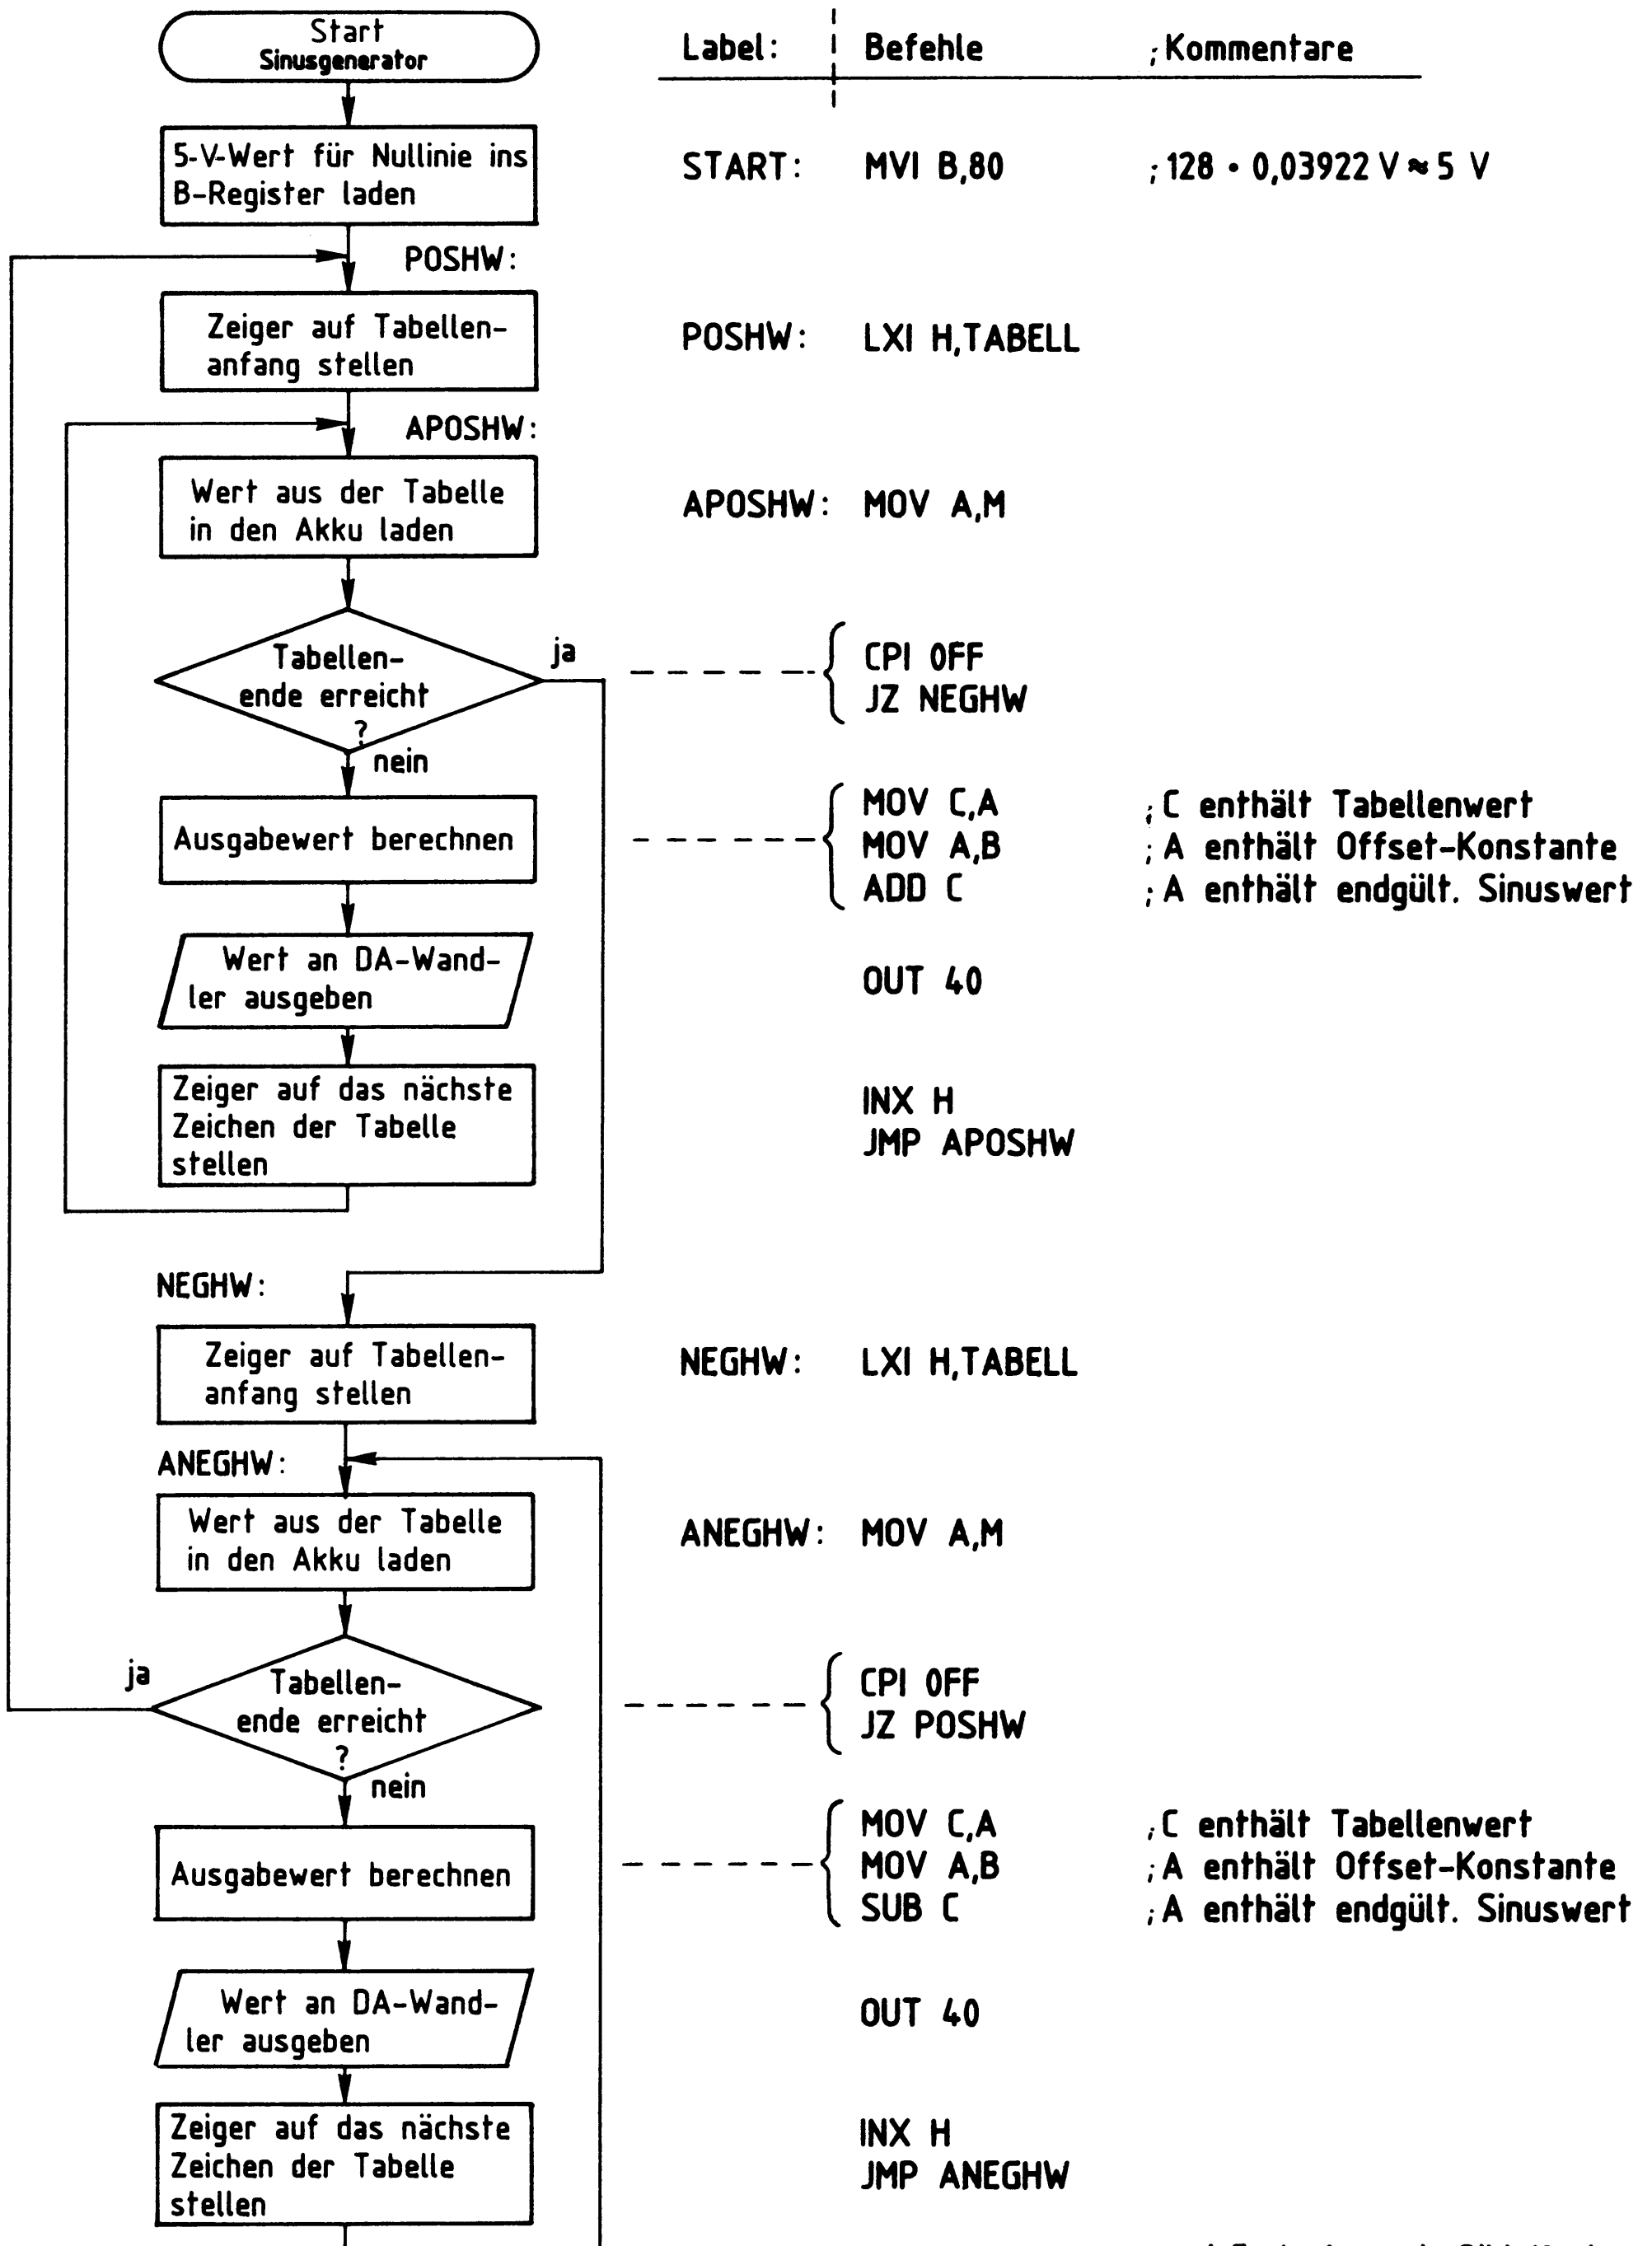 Start
Sinusgenerator
Label: Befehle ; Kommentare
5-V-Wert für Nullinie ins
B-Register laden
START: MVI B,80 ; 128 • 0,03922 V ≈ 5 V
POSHW:
Zeiger auf Tabellen-
anfang stellen
POSHW: LXI H,TABELL
APOSHW:
Wert aus der Tabelle
in den Akku laden
APOSHW: MOV A,M
Tabellen-
ende erreicht
?
ja
nein
CPI 0FF
JZ NEGHW
Ausgabewert berechnen
MOV C,A ; C enthält Tabellenwert
MOV A,B ; A enthält Offset-Konstante
ADD C ; A enthält endgült. Sinuswert
Wert an DA-Wand-
ler ausgeben
OUT 40
Zeiger auf das nächste
Zeichen der Tabelle
stellen
INX H
JMP APOSHW
NEGHW:
Zeiger auf Tabellen-
anfang stellen
NEGHW: LXI H,TABELL
ANEGHW:
Wert aus der Tabelle
in den Akku laden
ANEGHW: MOV A,M
ja
Tabellen-
ende erreicht
?
nein
CPI 0FF
JZ POSHW
Ausgabewert berechnen
MOV C,A ; C enthält Tabellenwert
MOV A,B ; A enthält Offset-Konstante
SUB C ; A enthält endgült. Sinuswert
Wert an DA-Wand-
ler ausgeben
OUT 40
Zeiger auf das nächste
Zeichen der Tabelle
stellen
INX H
JMP ANEGHW